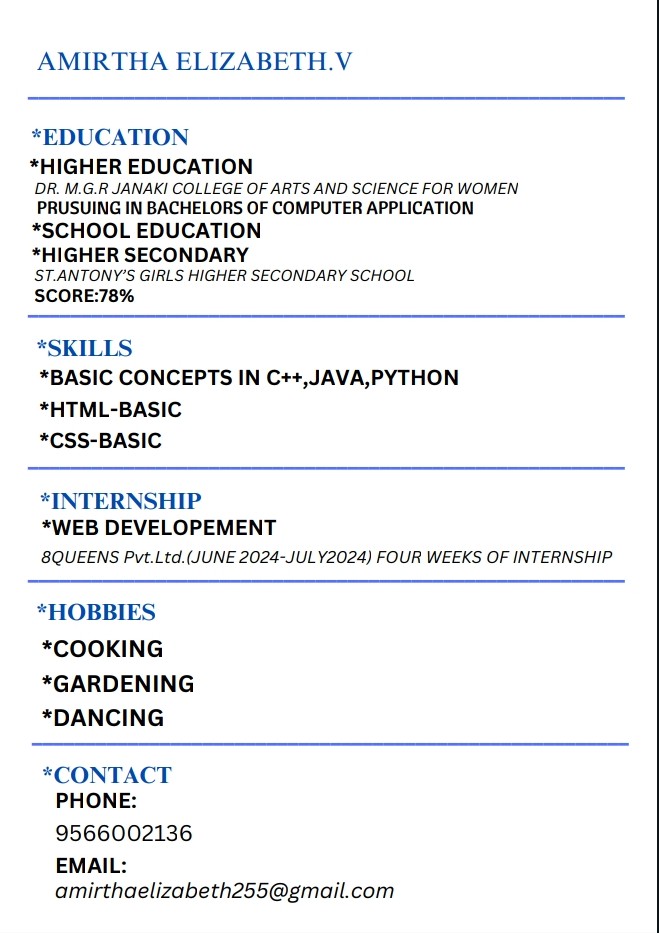 AMIRTHA ELIZABETH.V
*EDUCATION
*HIGHER EDUCATION
DR. M.G.R JANAKI COLLEGE OF ARTS AND SCIENCE FOR WOMEN
PRUSUING IN BACHELORS OF COMPUTER APPLICATION
*SCHOOL EDUCATION
*HIGHER SECONDARY
ST.ANTONY'S GIRLS HIGHER SECONDARY SCHOOL
SCORE:78%
*SKILLS
*BASIC CONCEPTS IN C++,JAVA,PYTHON
*HTML-BASIC
*CSS-BASIC
*INTERNSHIP
*WEB DEVELOPEMENT
8QUEENS Pvt.Ltd.(JUNE 2024-JULY2024) FOUR WEEKS OF INTERNSHIP
*HOBBIES
*COOKING
*GARDENING
*DANCING
*CONTACT
PHONE:
9566002136
EMAIL:
amirthaelizabeth255@gmail.com